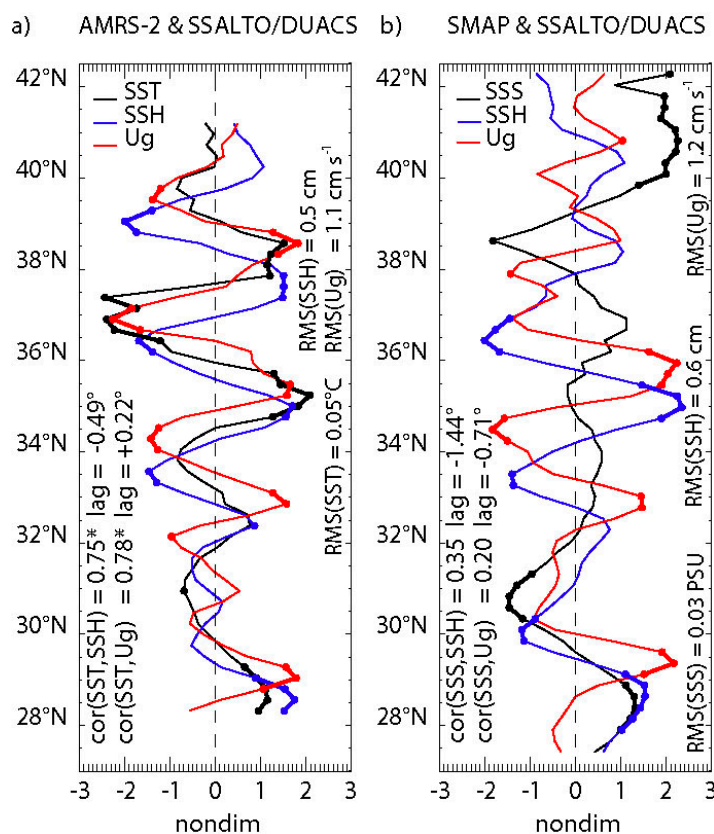 a) AMRS-2 & SSALTO/DUACS
b) SMAP & SSALTO/DUACS
42°N
40°N
38°N
36°N
34°N
32°N
30°N
28°N
SST
SSH
Ug
RMS(SSH) = 0.5 cm
RMS(Ug) = 1.1 cm s-1
RMS(SST) = 0.05°C
cor(SST,SSH) = 0.75* lag = -0.49°
cor(SST,Ug) = 0.78* lag = +0.22°
-3 -2 -1 0 1 2 3
nondim
42°N
40°N
38°N
36°N
34°N
32°N
30°N
28°N
SSS
SSH
Ug
RMS(Ug) = 1.2 cm s-1
RMS(SSH) = 0.6 cm
RMS(SSS) = 0.03 PSU
cor(SSS,SSH) = 0.35 lag = -1.44°
cor(SSS,Ug) = 0.20 lag = -0.71°
-3 -2 -1 0 1 2 3
nondim